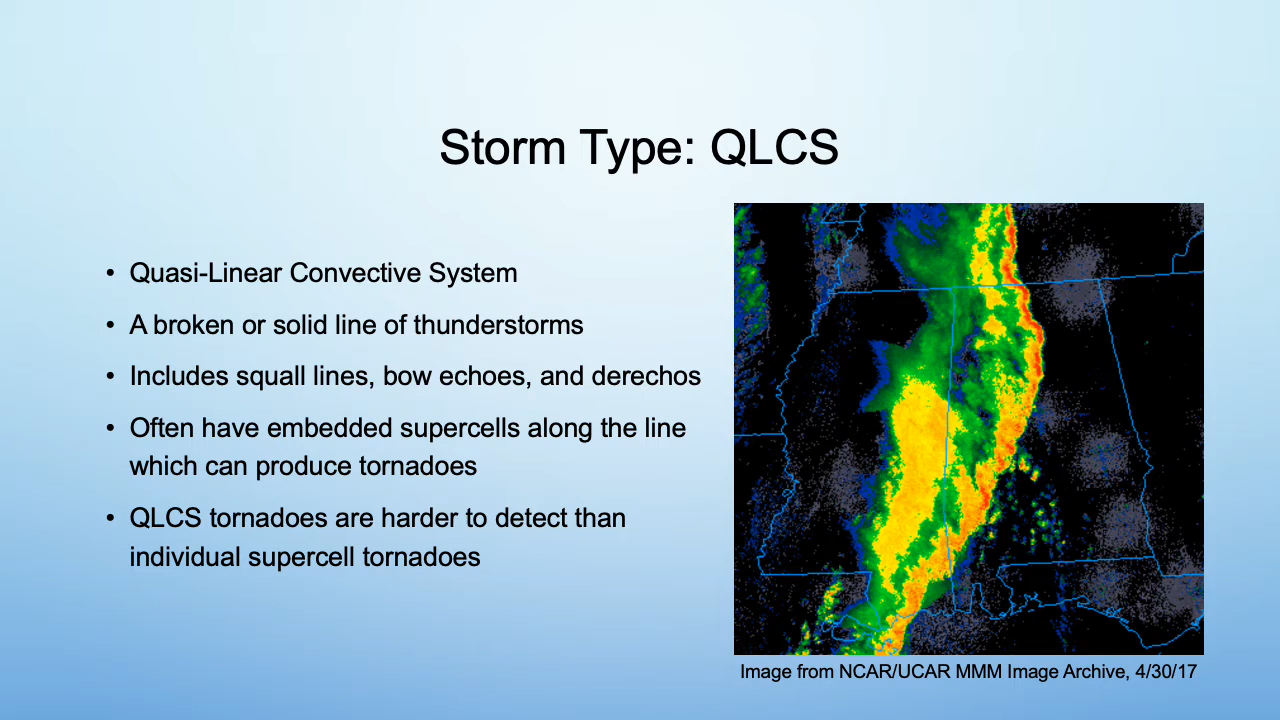 Storm Type: QLCS
• Quasi-Linear Convective System
• A broken or solid line of thunderstorms
• Includes squall lines, bow echoes, and derechos
• Often have embedded supercells along the line
which can produce tornadoes
• QLCS tornadoes are harder to detect than
individual supercell tornadoes
Image from NCAR/UCAR MMM Image Archive, 4/30/17